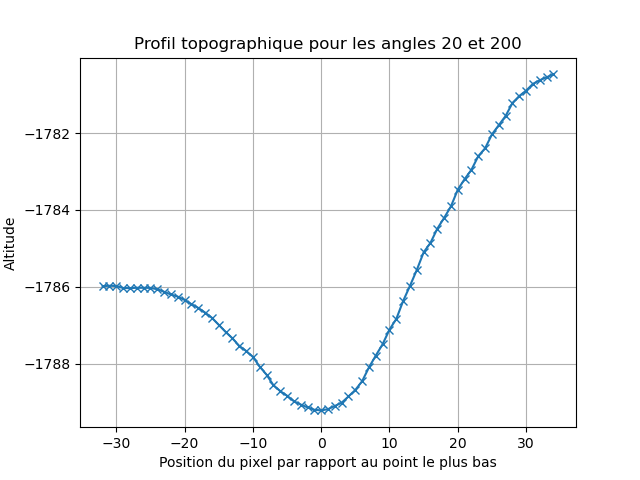 Profil topographique pour les angles 20 et 200
−1782
−1784
−1786
−1788
Altitude
−30 −20 −10 0 10 20 30
Position du pixel par rapport au point le plus bas